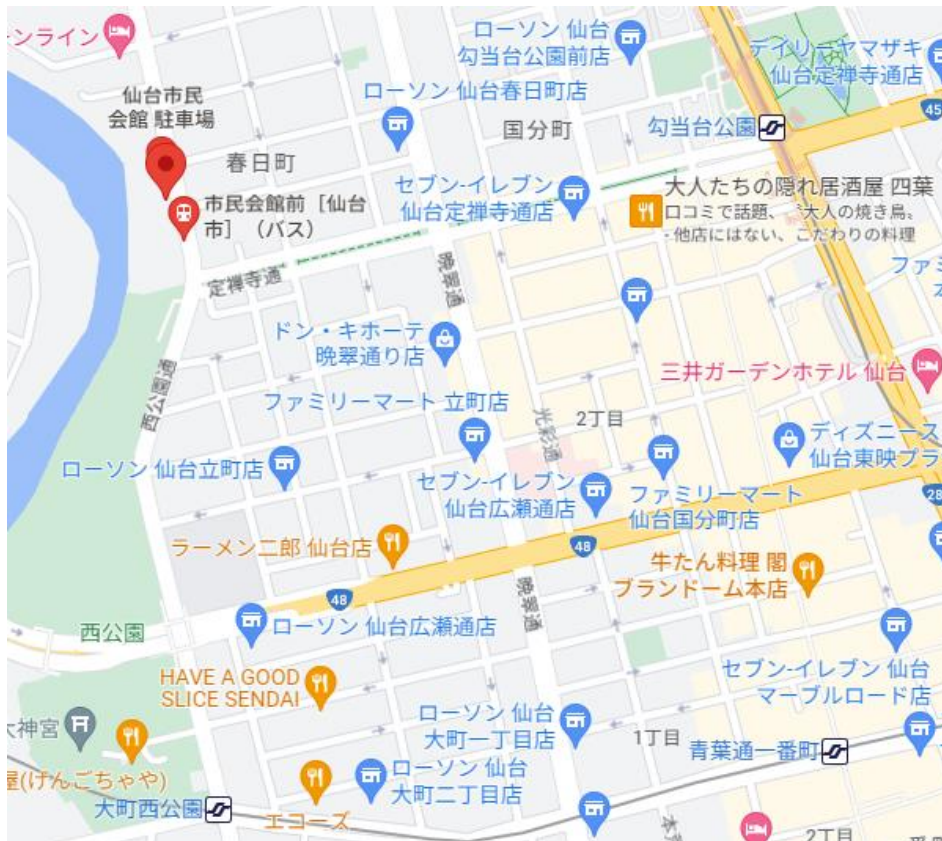 ンライン
ローソン 仙台
勾当台公園前店
デイリーヤマザキ
仙台定禅寺通店
仙台市民
会館 駐車場
ローソン 仙台春日町店
45
国分町
勾当台公園
春日町
セブン-イレブン
仙台定禅寺通店
大人たちの隠れ居酒屋 四葉
口コミで話題、〝大人の焼き鳥〟
- 他店にはない、こだわりの料理
市民会館前［仙台
市］（バス）
ファミ
定禅寺通
晩翠通
ドン・キホーテ
晩翠通り店
三井ガーデンホテル 仙台
西公園通
ファミリーマート 立町店
光彩通
2丁目
ディズニース
仙台東映プラ
ローソン 仙台立町店
セブン-イレブン
仙台広瀬通店
ファミリーマート
仙台国分町店
28
ラーメン二郎 仙台店
48
牛たん料理 閣
ブランドーム本店
48
晩翠通
西公園
ローソン 仙台広瀬通店
HAVE A GOOD
SLICE SENDAI
セブン-イレブン 仙台
マーブルロード店
大神宮
ローソン 仙台
大町一丁目店
1丁目
青葉通一番町
屋(げんごちゃや)
ローソン 仙台
大町二丁目店
大町西公園
エコーズ
2丁目